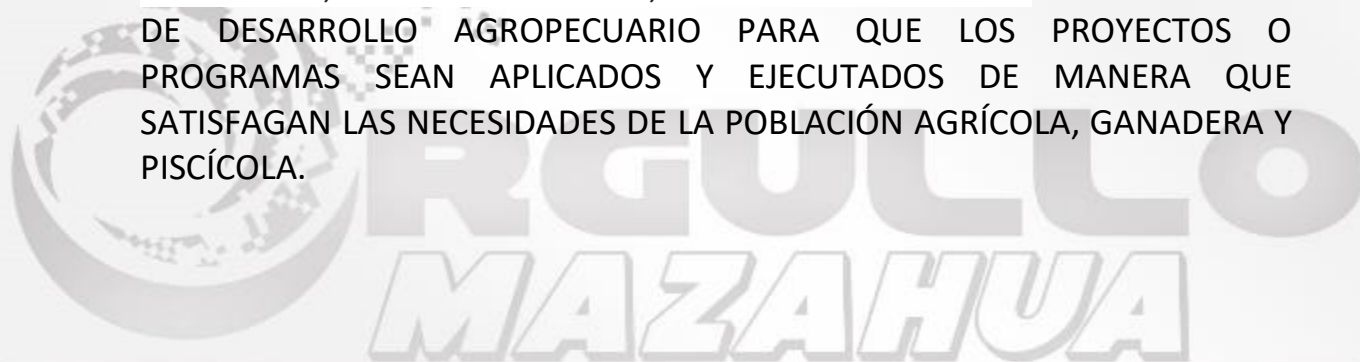 DE DESARROLLO AGROPECUARIO PARA QUE LOS PROYECTOS O
PROGRAMAS SEAN APLICADOS Y EJECUTADOS DE MANERA QUE
SATISFAGAN LAS NECESIDADES DE LA POBLACIÓN AGRÍCOLA, GANADERA Y
PISCÍCOLA.
ORGULLO
MAZAHUA